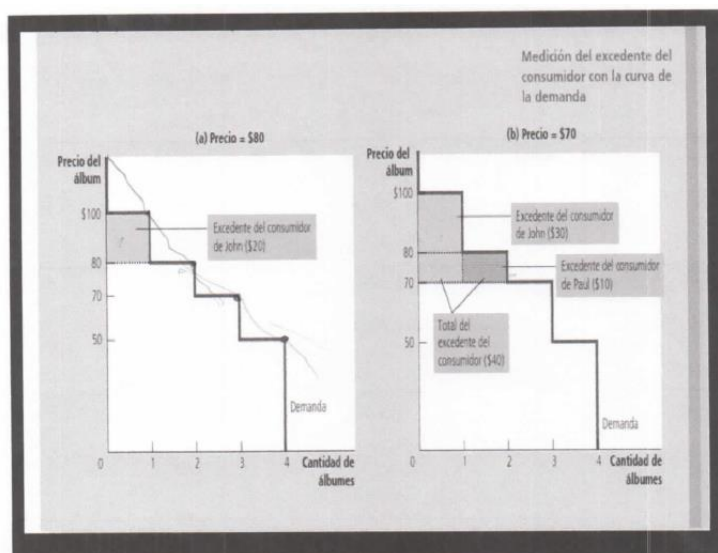 Medición del excedente del
consumidor con la curva de
la demanda
(a) Precio = $80
Precio del
álbum
$100
80
70
50
0
1
2
3
4
Excedente del consumidor
de John ($20)
Demanda
Cantidad de
álbumes
(b) Precio = $70
Precio del
álbum
$100
80
70
50
0
1
2
3
4
Excedente del consumidor
de John ($30)
Excedente del consumidor
de Paul ($10)
Total del
excedente del
consumidor ($40)
Demanda
Cantidad de
álbumes